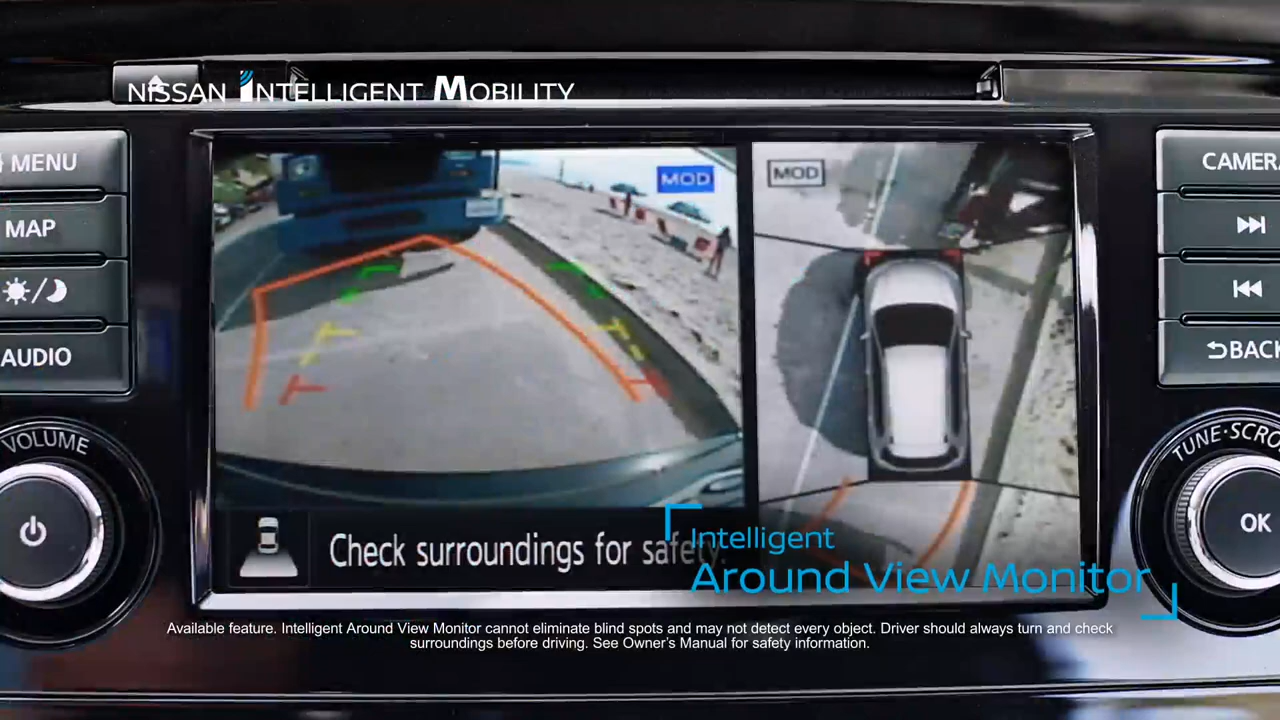 NISSAN INTELLIGENT MOBILITY
MENU
MAP
AUDIO
VOLUME
MOD
MOD
CAMERA
BACK
TUNE·SCRO
OK
Check surroundings for safety.
Intelligent
Around View Monitor
Available feature. Intelligent Around View Monitor cannot eliminate blind spots and may not detect every object. Driver should always turn and check
surroundings before driving. See Owner's Manual for safety information.